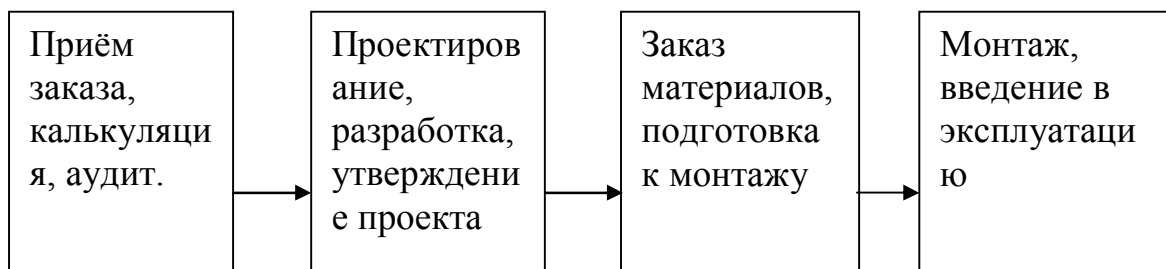 Приём
заказа,
калькуляци
я, аудит.
Проектиров
ание,
разработка,
утверждени
е проекта
Заказ
материалов,
подготовка
к монтажу
Монтаж,
введение в
эксплуатаци
ю